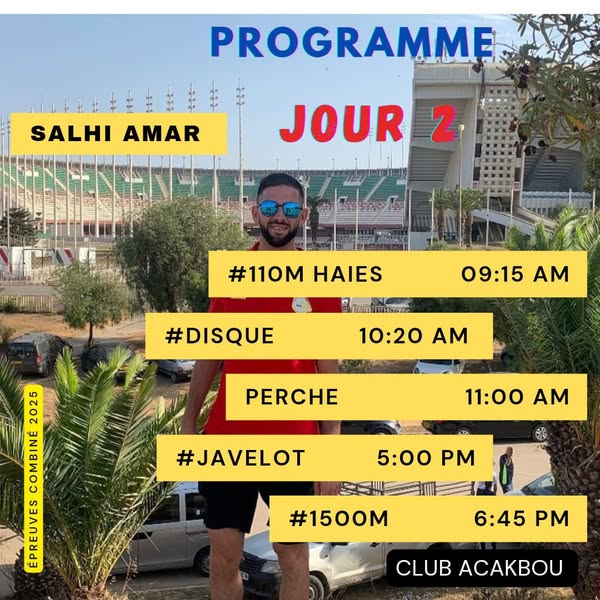 PROGRAMME
JOUR 2
SALHI AMAR
#110M HAIES 09:15 AM
#DISQUE 10:20 AM
PERCHE 11:00 AM
#JAVELOT 5:00 PM
#1500M 6:45 PM
ÉPREUVES COMBINÉ 2025
CLUB ACAKBOU